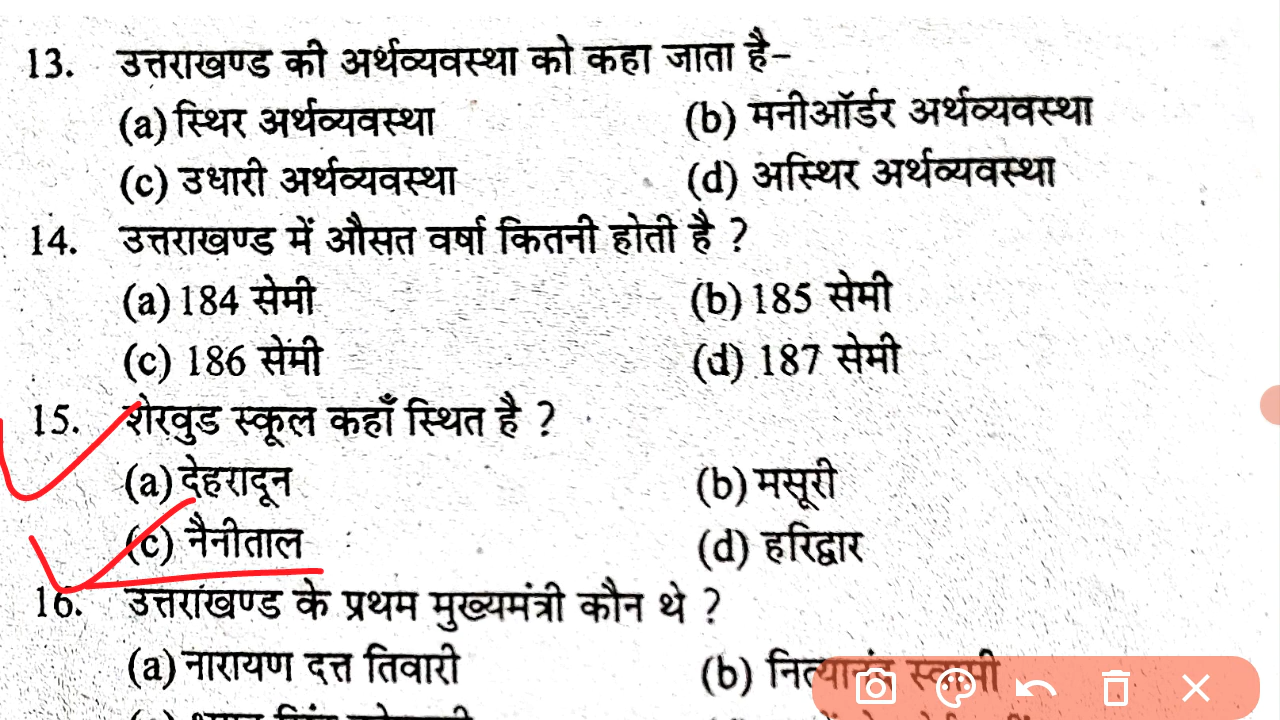 13. उत्तराखण्ड की अर्थव्यवस्था को कहा जाता है-
(a) स्थिर अर्थव्यवस्था (b) मनीऑर्डर अर्थव्यवस्था
(c) उधारी अर्थव्यवस्था (d) अस्थिर अर्थव्यवस्था
14. उत्तराखण्ड में औसत वर्षा कितनी होती है ?
(a) 184 सेमी (b) 185 सेमी
(c) 186 सेमी (d) 187 सेमी
15. शेरवुड स्कूल कहाँ स्थित है ?
(a) देहरादून (b) मसूरी
(c) नैनीताल (d) हरिद्वार
16. उत्तराखण्ड के प्रथम मुख्यमंत्री कौन थे ?
(a) नारायण दत्त तिवारी (b) नित्यानंद स्वामी